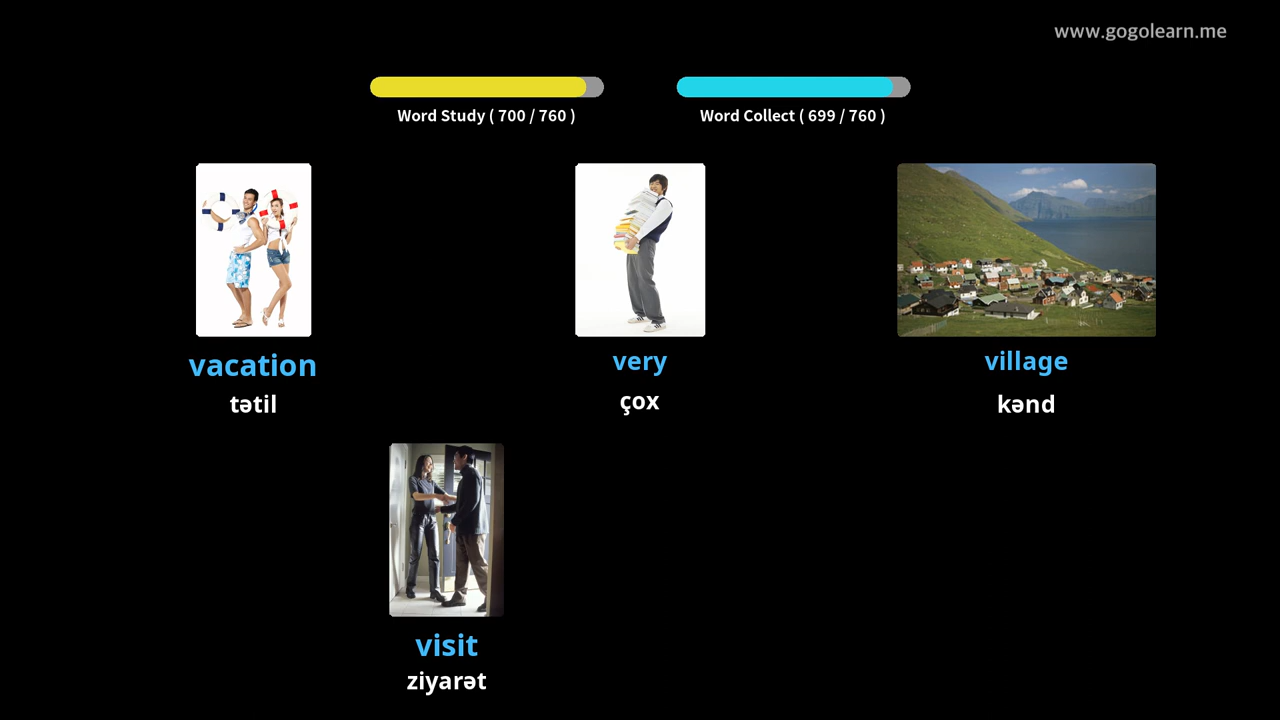 www.gogolearn.me
Word Study ( 700 / 760 )
Word Collect ( 699 / 760 )
vacation
tətil
very
çox
village
kənd
visit
ziyarət